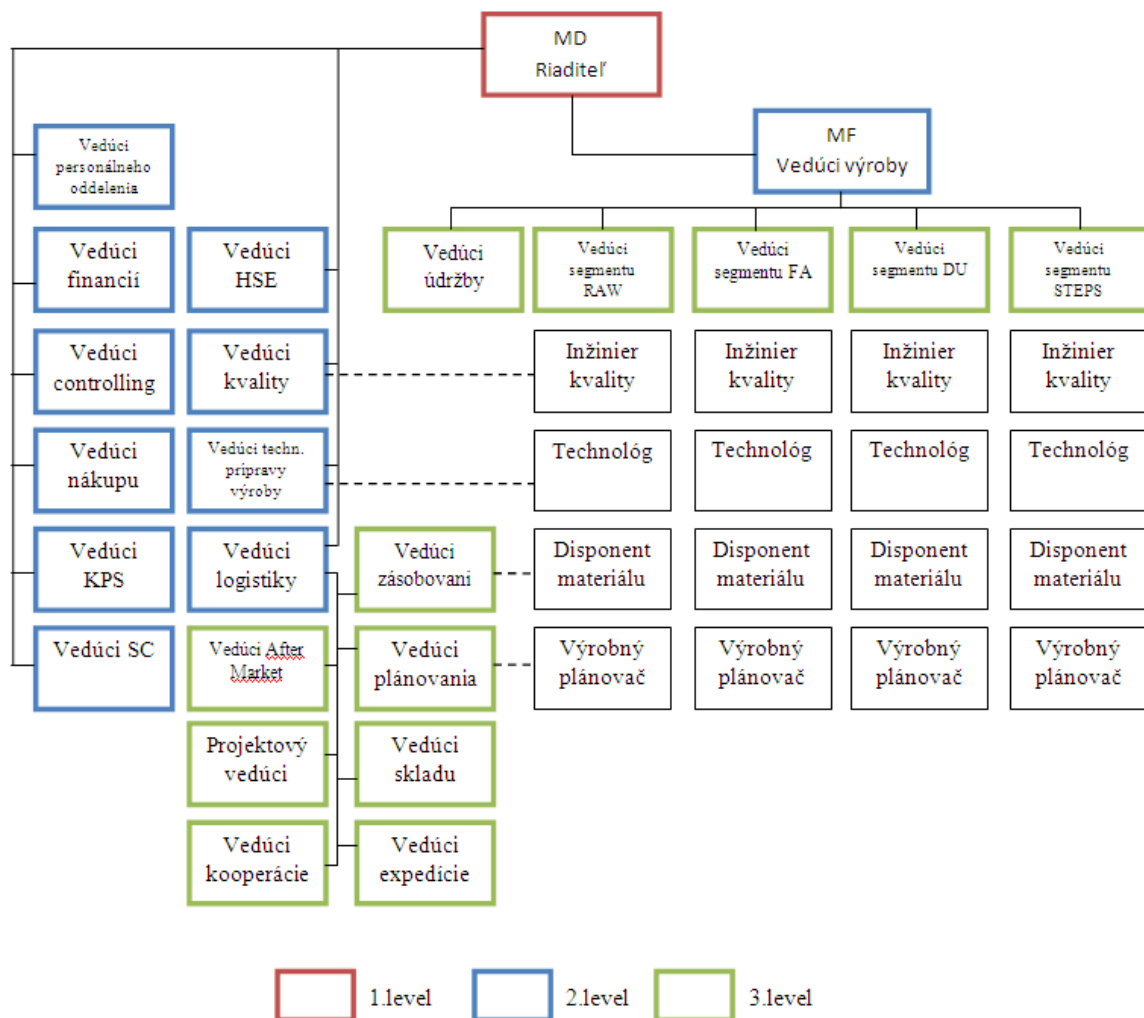 MD
Riaditeľ
MF
Vedúci výroby
Vedúci
personálneho
oddelenia
Vedúci
financií
Vedúci
HSE
Vedúci
údržby
Vedúci
segmentu
RAW
Vedúci
segmentu FA
Vedúci
segmentu DU
Vedúci
segmentu
STEPS
Vedúci
controlling
Vedúci
kvality
Inžinier
kvality
Inžinier
kvality
Inžinier
kvality
Inžinier
kvality
Vedúci
nákupu
Vedúci techn.
prípravy
výroby
Technológ
Technológ
Technológ
Technológ
Vedúci
KPS
Vedúci
logistiky
Vedúci
zásobovaní
Disponent
materiálu
Disponent
materiálu
Disponent
materiálu
Disponent
materiálu
Vedúci SC
Vedúci After
Market
Vedúci
plánovania
Výrobný
plánovač
Výrobný
plánovač
Výrobný
plánovač
Výrobný
plánovač
Projektový
vedúci
Vedúci
skladu
Vedúci
kooperácie
Vedúci
expedície
1.level
2.level
3.level